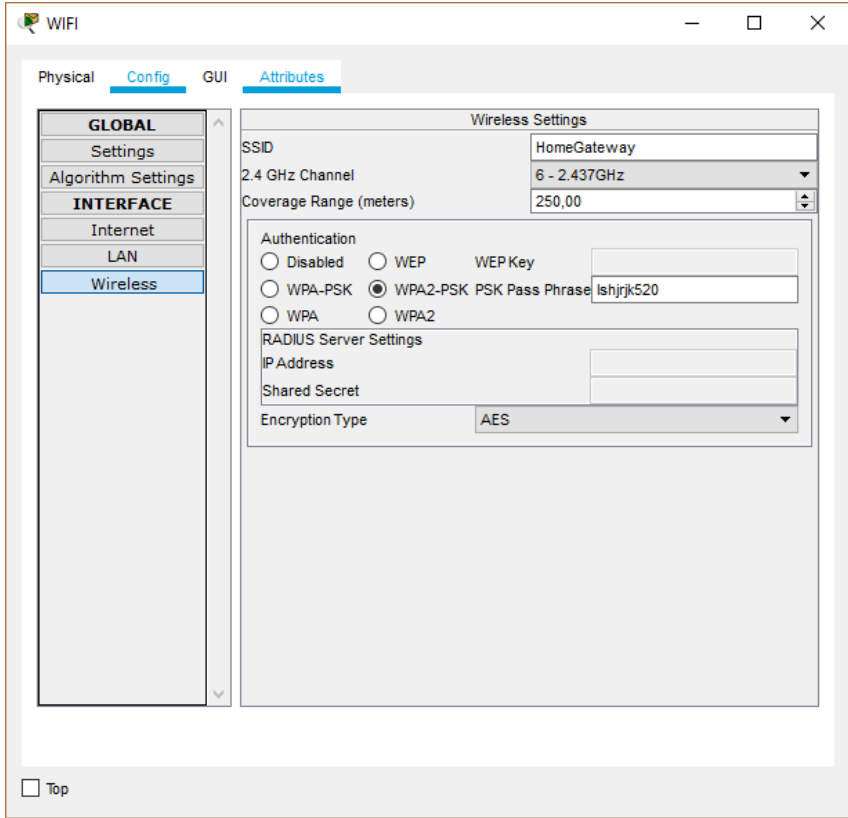 WIFI
Physical Config GUI Attributes
GLOBAL
Settings
Algorithm Settings
INTERFACE
Internet
LAN
Wireless
Wireless Settings
SSID HomeGateway
2.4 GHz Channel 6 - 2.437GHz
Coverage Range (meters) 250,00
Authentication
Disabled WEP WEP Key
WPA-PSK WPA2-PSK PSK Pass Phrase lshjrjk520
WPA WPA2
RADIUS Server Settings
IP Address
Shared Secret
Encryption Type AES
Top